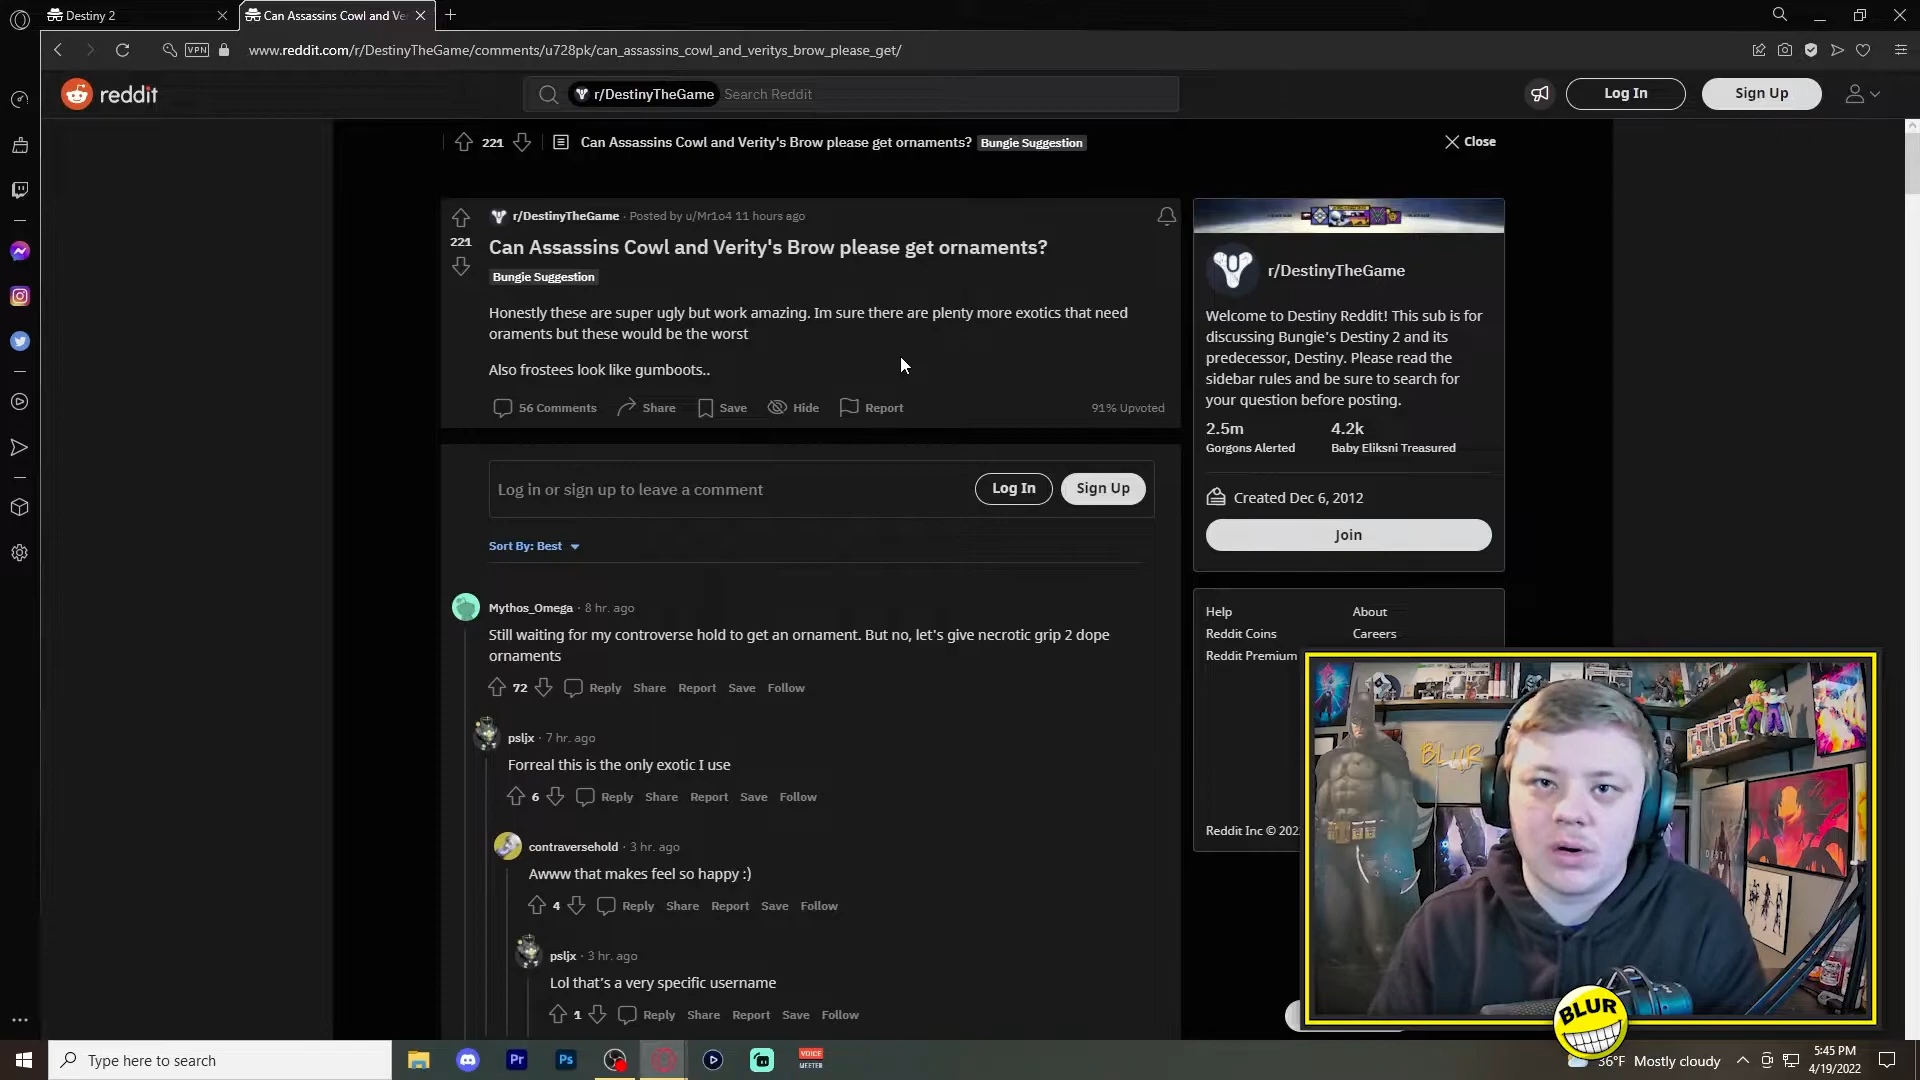 Destiny 2
Can Assassins Cowl and Ve
VPN
www.reddit.com/r/DestinyTheGame/comments/u728pk/can_assassins_cowl_and_veritys_brow_please_get/
reddit
r/DestinyTheGame Search Reddit
Log In
Sign Up
221
Can Assassins Cowl and Verity's Brow please get ornaments? Bungie Suggestion
Close
r/DestinyTheGame · Posted by u/Mr1o4 11 hours ago
221
Can Assassins Cowl and Verity's Brow please get ornaments?
Bungie Suggestion
Honestly these are super ugly but work amazing. Im sure there are plenty more exotics that need
oraments but these would be the worst
Also frostees look like gumboots..
56 Comments Share Save Hide Report 91% Upvoted
r/DestinyTheGame
Welcome to Destiny Reddit! This sub is for
discussing Bungie's Destiny 2 and its
predecessor, Destiny. Please read the
sidebar rules and be sure to search for
your question before posting.
2.5m 4.2k
Gorgons Alerted Baby Eliksni Treasured
Created Dec 6, 2012
Join
Log in or sign up to leave a comment Log In Sign Up
Sort By: Best
Mythos_Omega · 8 hr. ago
Still waiting for my controverse hold to get an ornament. But no, let's give necrotic grip 2 dope
ornaments
72 Reply Share Report Save Follow
psljx · 7 hr. ago
Forreal this is the only exotic I use
6 Reply Share Report Save Follow
contraversehold · 3 hr. ago
Awww that makes feel so happy :)
4 Reply Share Report Save Follow
psljx · 3 hr. ago
Lol that's a very specific username
1 Reply Share Report Save Follow
Help About
Reddit Coins Careers
Reddit Premium
Reddit Inc © 202
BLUR
BLUR
Type here to search
Pr
Ps
VOICE
MEETER
36°F Mostly cloudy
5:45 PM
4/19/2022